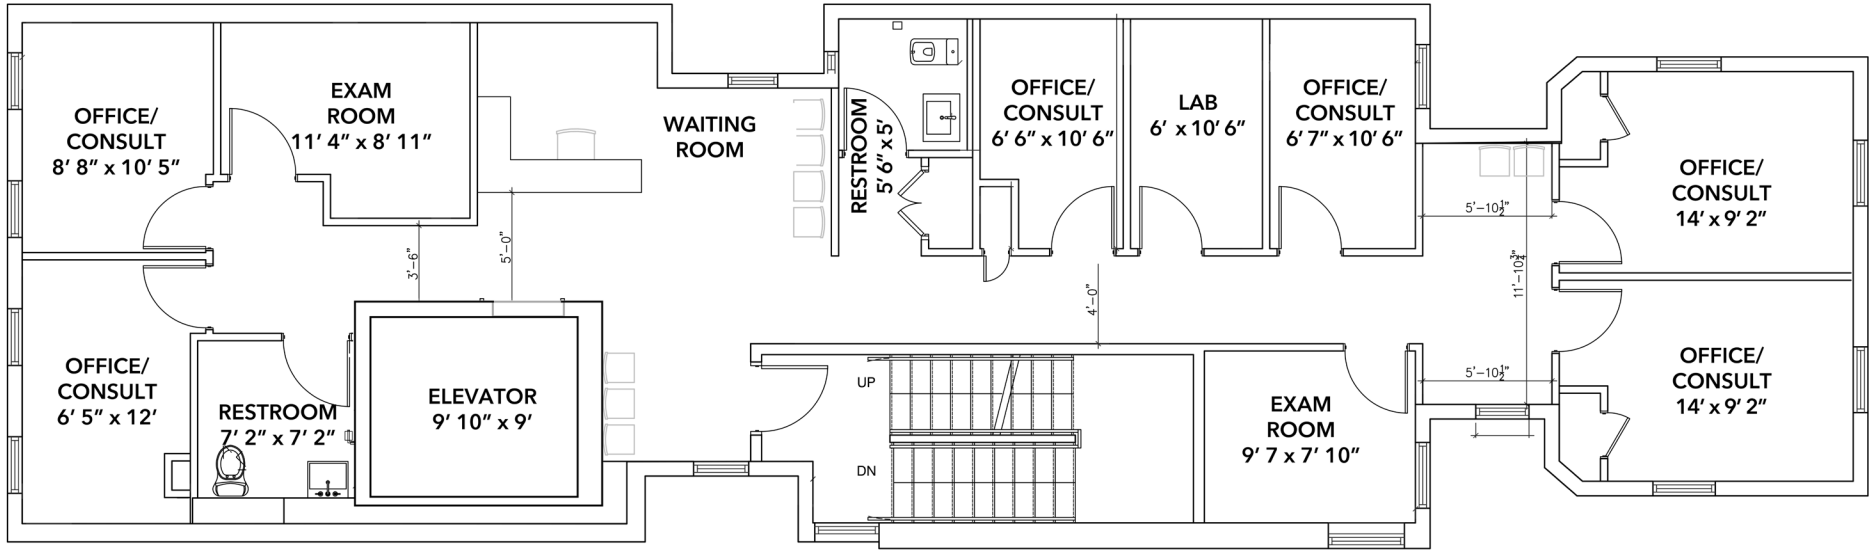 OFFICE/
CONSULT
8' 8" x 10' 5"
EXAM
ROOM
11' 4" x 8' 11"
WAITING
ROOM
RESTROOM
5' 6" x 5'
OFFICE/
CONSULT
6' 6" x 10' 6"
LAB
6' x 10' 6"
OFFICE/
CONSULT
6' 7" x 10' 6"
OFFICE/
CONSULT
14' x 9' 2"
5'-10½"
3'-6"
5'-0"
4'-0"
11'-10¾"
OFFICE/
CONSULT
6' 5" x 12'
RESTROOM
7' 2" x 7' 2"
ELEVATOR
9' 10" x 9'
UP
DN
EXAM
ROOM
9' 7 x 7' 10"
5'-10½"
OFFICE/
CONSULT
14' x 9' 2"